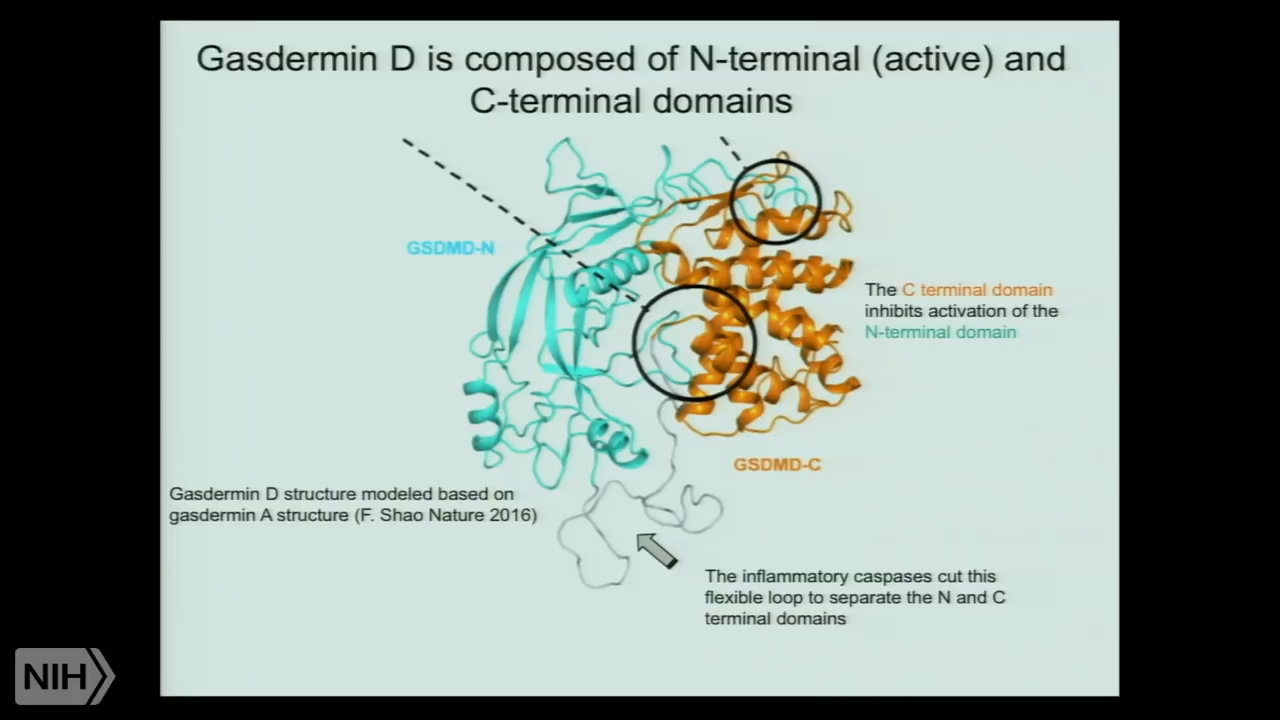 Gasdermin D is composed of N-terminal (active) and
C-terminal domains
GSDMD-N
The C terminal domain
inhibits activation of the
N-terminal domain
GSDMD-C
Gasdermin D structure modeled based on
gasdermin A structure (F. Shao Nature 2016)
The inflammatory caspases cut this
flexible loop to separate the N and C
terminal domains
NIH